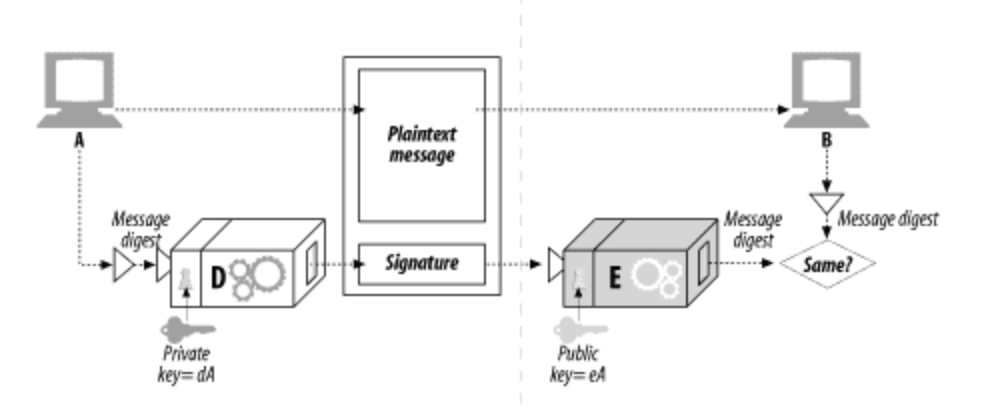 A
Plaintext
message
B
Message
digest
D
Signature
E
Message
digest
Message digest
Same?
Private
key= dA
Public
key= eA